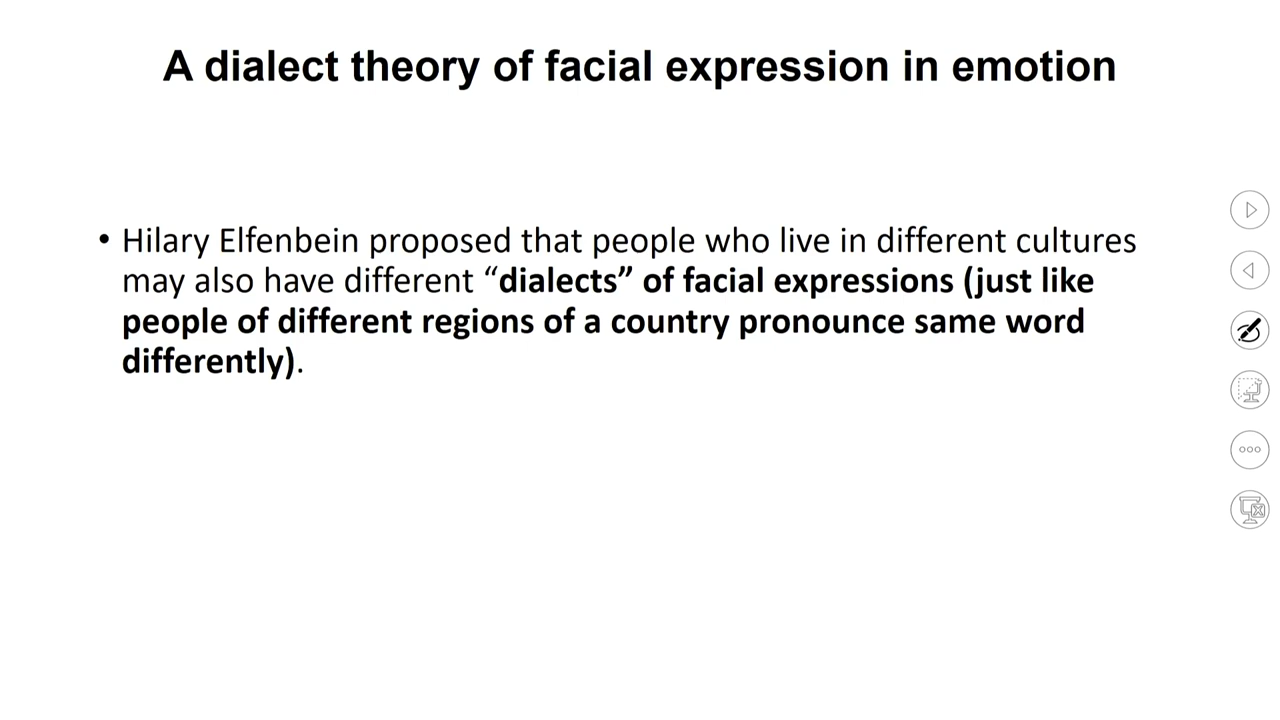 A dialect theory of facial expression in emotion
• Hilary Elfenbein proposed that people who live in different cultures
may also have different “dialects” of facial expressions (just like
people of different regions of a country pronounce same word
differently).